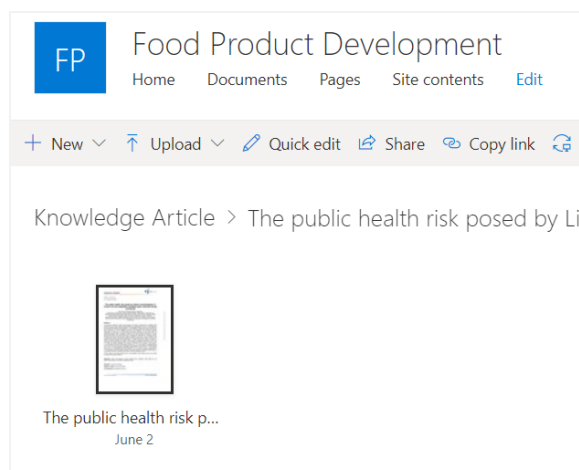 FP
Food Product Development
Home Documents Pages Site contents Edit
New Upload Quick edit Share Copy link
Knowledge Article > The public health risk posed by Li
The public health risk p...
June 2